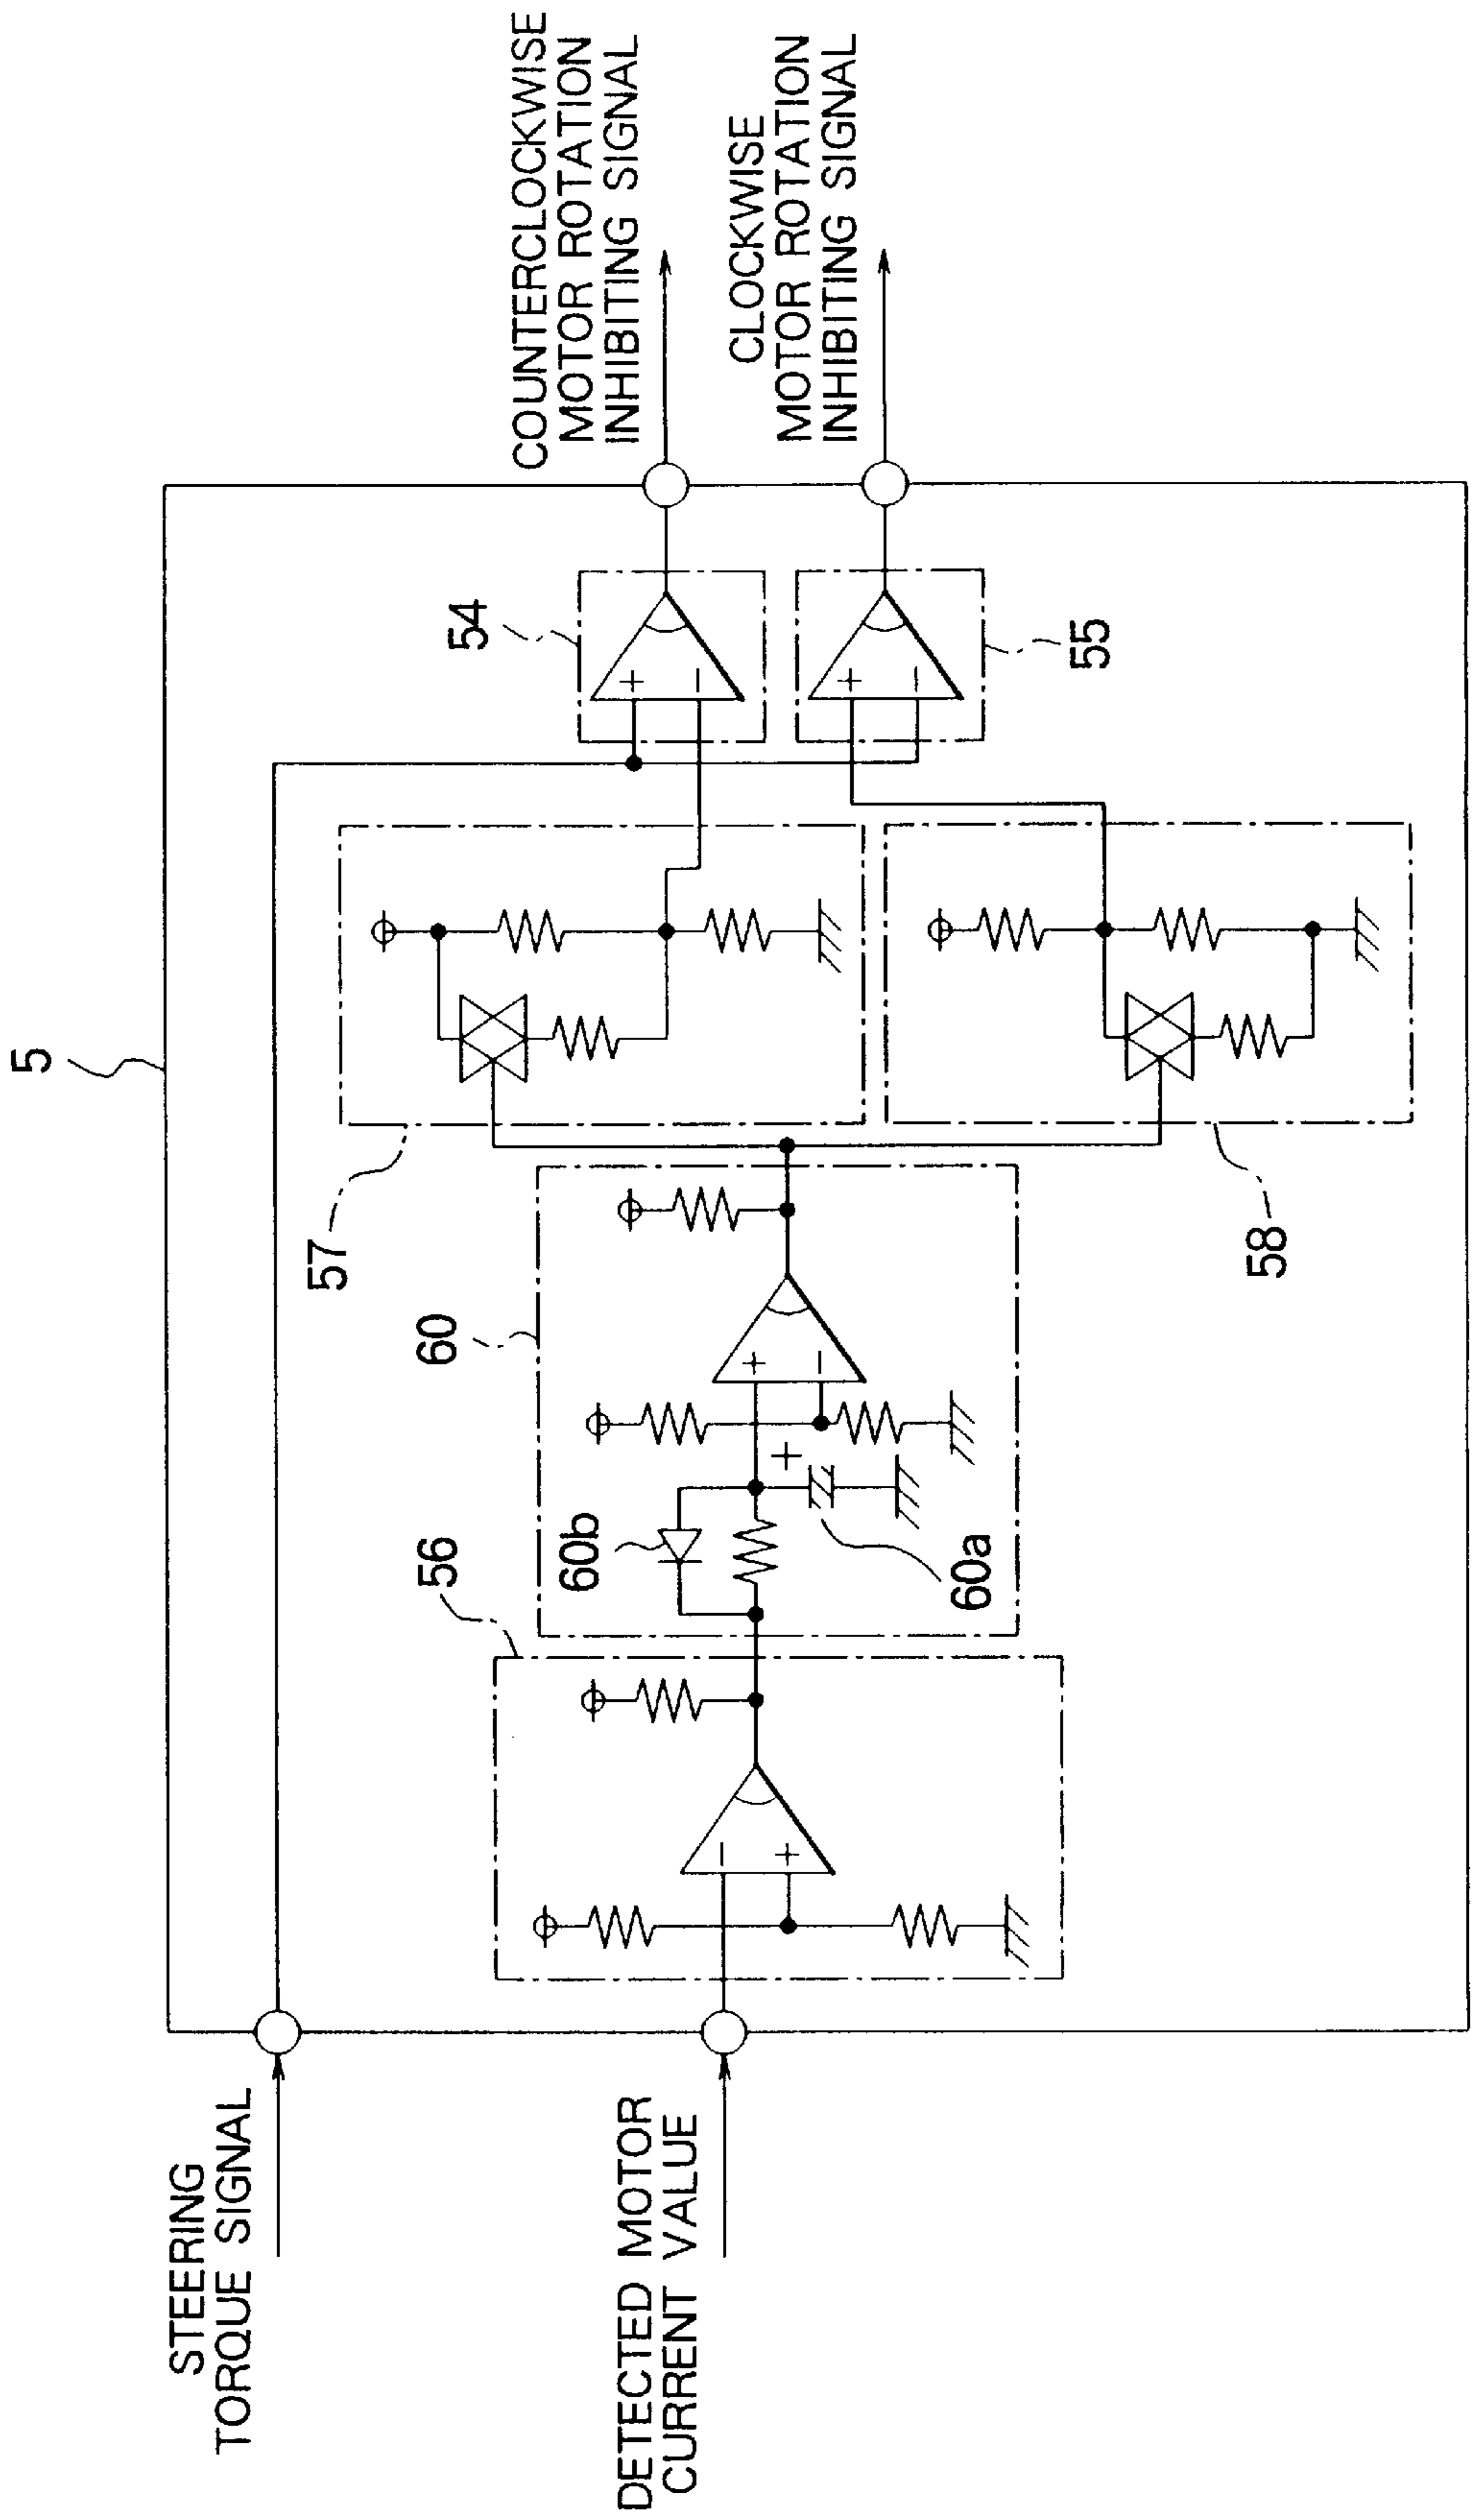 5
STEERING
TORQUE SIGNAL
DETECTED MOTOR
CURRENT VALUE
56
60
60b
60a
57
58
54
55
+
−
+
−
+
−
−
+
+
COUNTERCLOCKWISE
MOTOR ROTATION
INHIBITING SIGNAL
CLOCKWISE
MOTOR ROTATION
INHIBITING SIGNAL